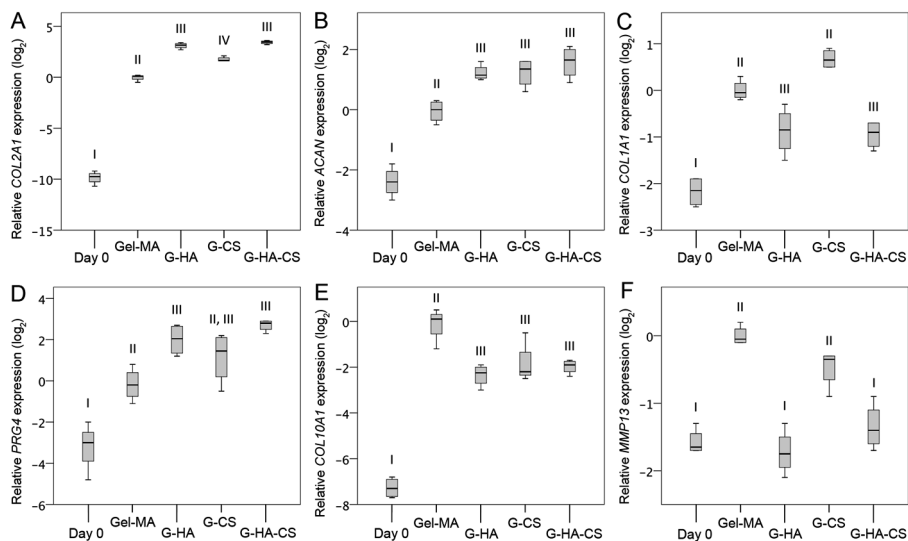 A
Relative COL2A1 expression (log2)
5
0
−5
−10
−15
I
II
III
IV
III
Day 0
Gel-MA
G-HA
G-CS
G-HA-CS
B
Relative ACAN expression (log2)
2
0
−2
−4
I
II
III
III
III
Day 0
Gel-MA
G-HA
G-CS
G-HA-CS
C
Relative COL1A1 expression (log2)
1
0
−1
−2
−3
I
II
III
II
III
Day 0
Gel-MA
G-HA
G-CS
G-HA-CS
D
Relative PRG4 expression (log2)
4
2
0
−2
−4
−6
I
II
III
II, III
III
Day 0
Gel-MA
G-HA
G-CS
G-HA-CS
E
Relative COL10A1 expression (log2)
0
−2
−4
−6
−8
I
II
III
III
III
Day 0
Gel-MA
G-HA
G-CS
G-HA-CS
F
Relative MMP13 expression (log2)
0
−1
−2
I
II
I
II
I
Day 0
Gel-MA
G-HA
G-CS
G-HA-CS